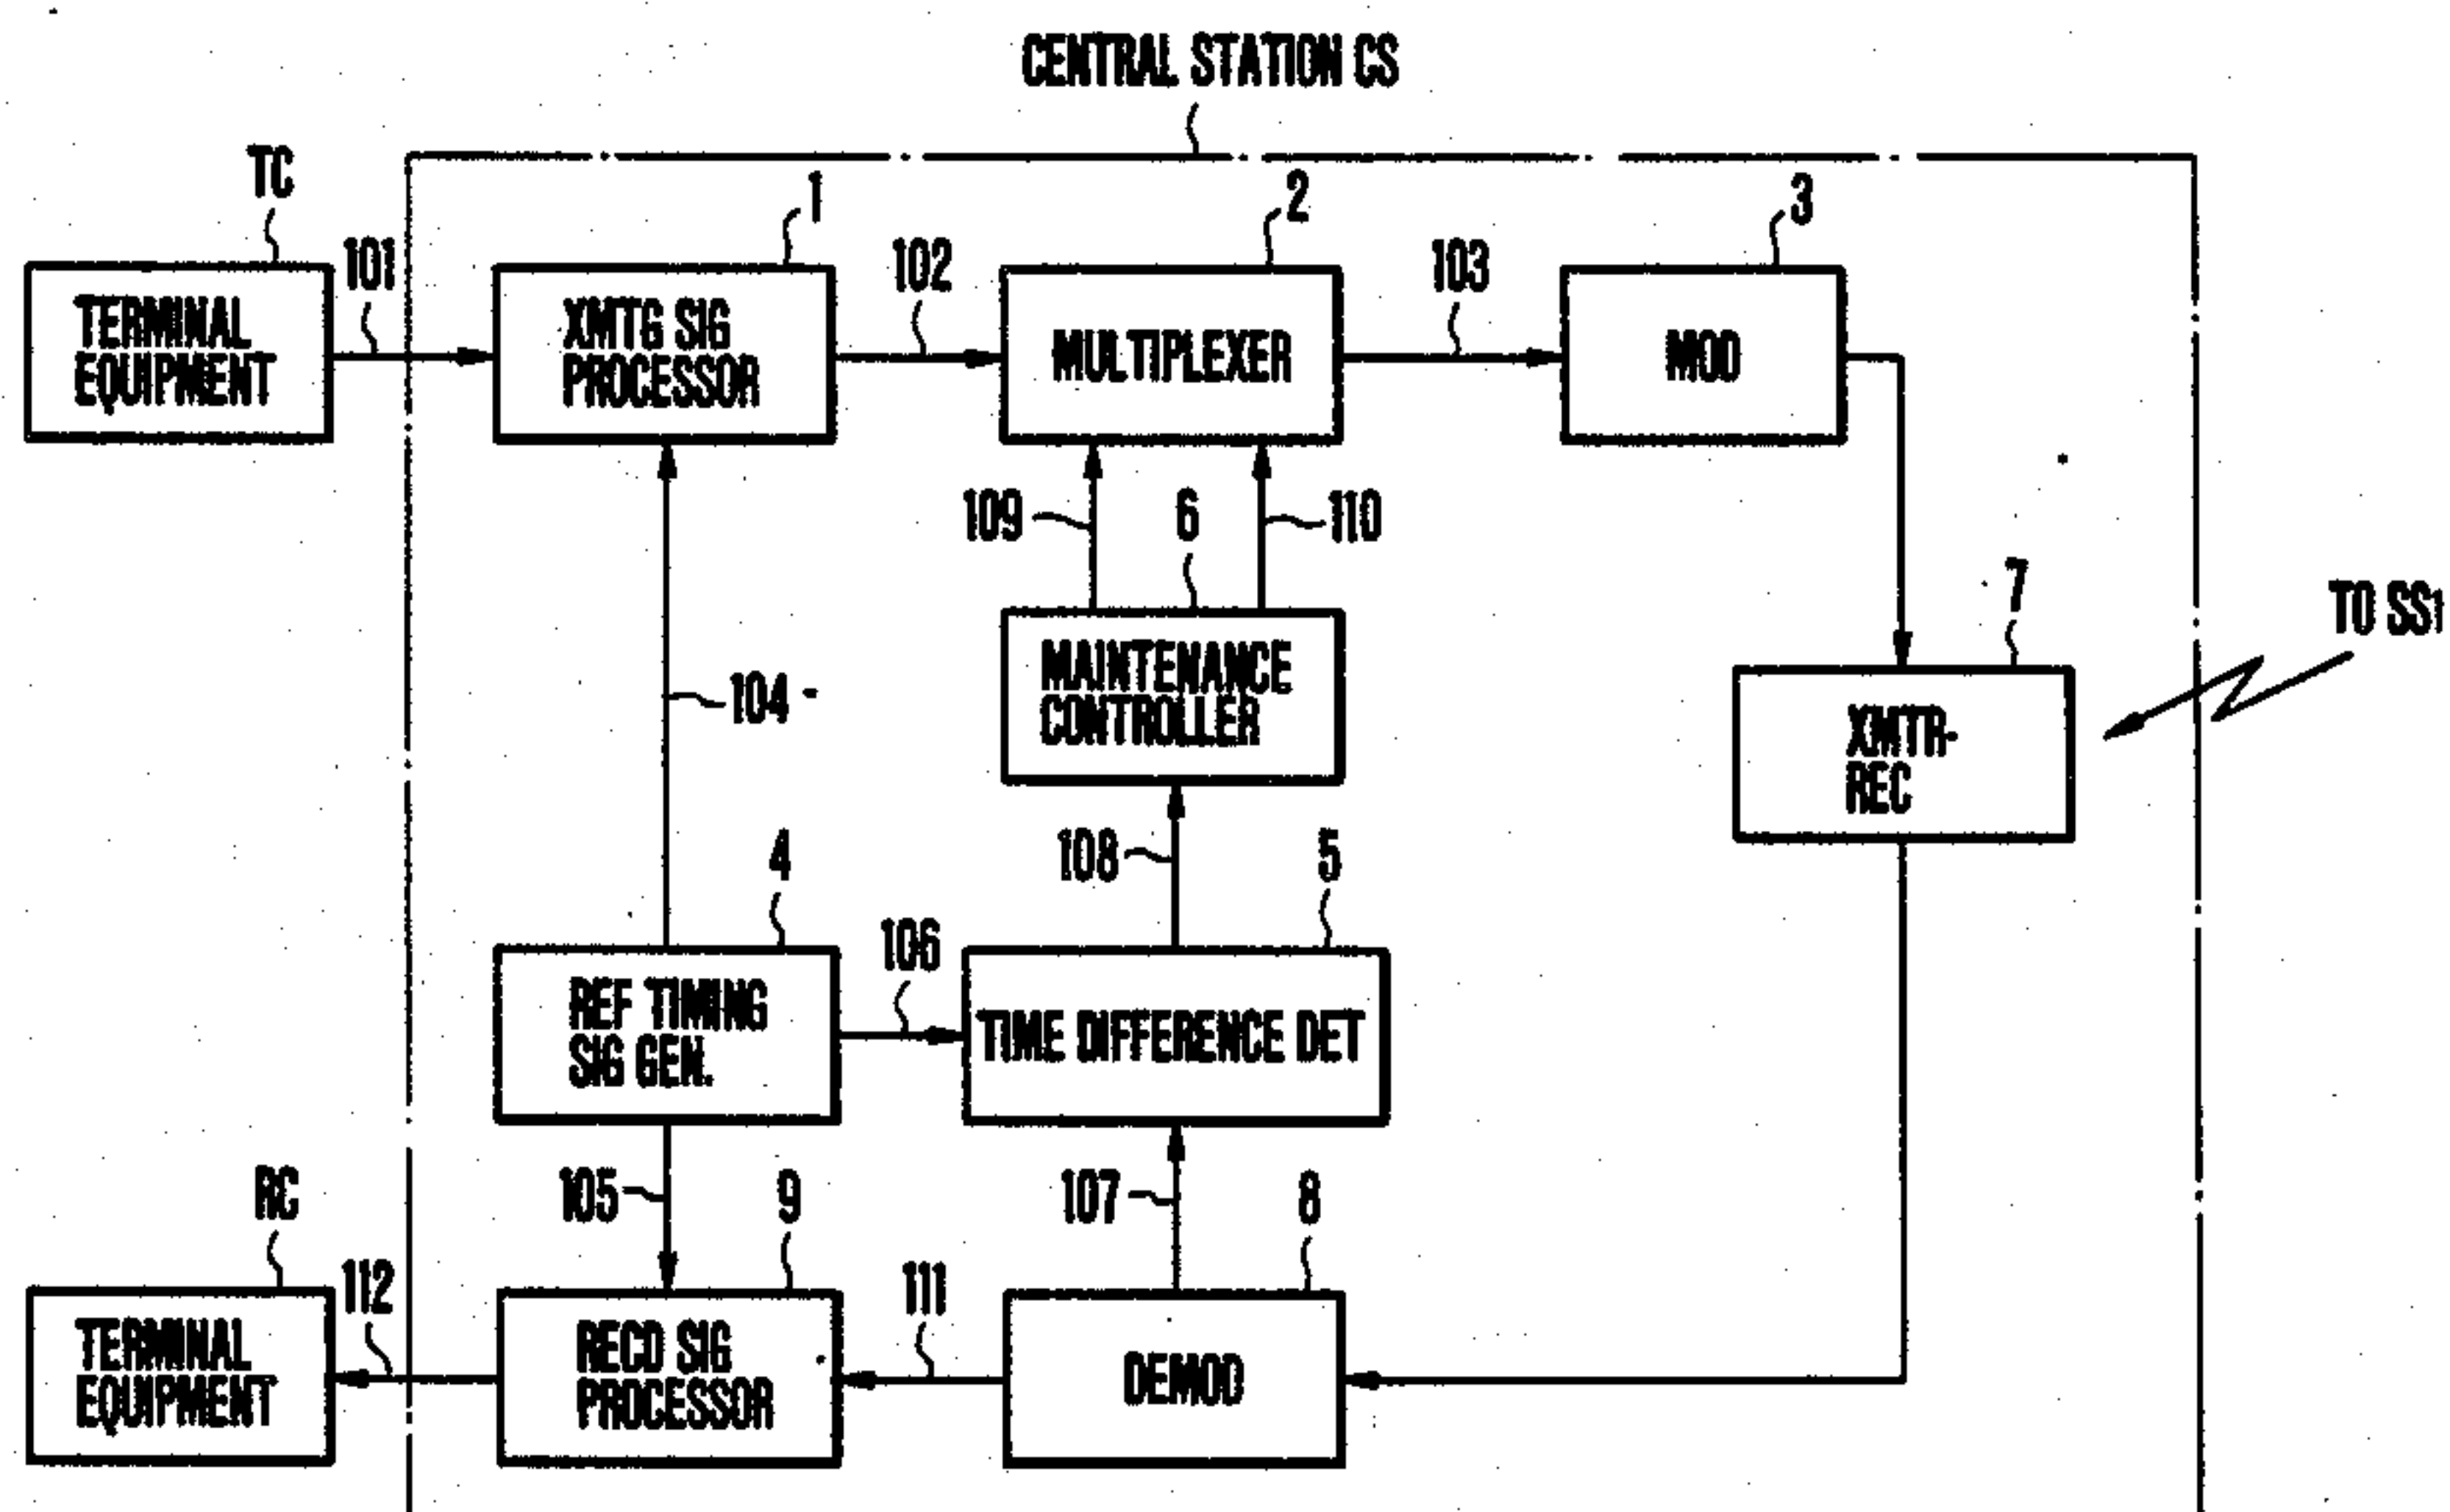 CENTRAL STATION CS
TC
1
2
3
101
102
103
TERMINAL
EQUIPMENT
XMTG SIG
PROCESSOR
MULTIPLEXER
MOD
109
6
110
7
TO SS1
MAINTENANCE
CONTROLLER
104
XMTR-
REC
4
108
5
106
REF TIMING
SIG GEN.
TIME DIFFERENCE DET
RC
105
9
107
8
112
111
TERMINAL
EQUIPMENT
RECD SIG
PROCESSOR
DEMOD